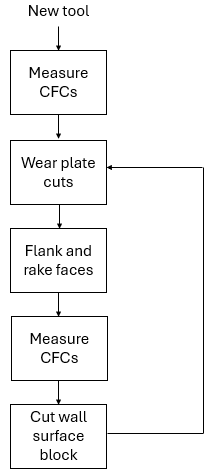 New tool
Measure
CFCs
Wear plate
cuts
Flank and
rake faces
Measure
CFCs
Cut wall
surface
block